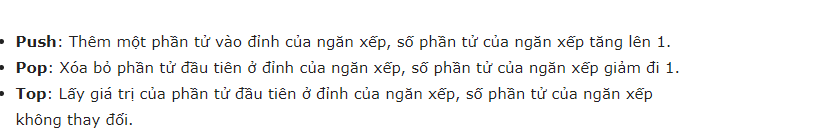 • Push: Thêm một phần tử vào đỉnh của ngăn xếp, số phần tử của ngăn xếp tăng lên 1.
• Pop: Xóa bỏ phần tử đầu tiên ở đỉnh của ngăn xếp, số phần tử của ngăn xếp giảm đi 1.
• Top: Lấy giá trị của phần tử đầu tiên ở đỉnh của ngăn xếp, số phần tử của ngăn xếp
không thay đổi.